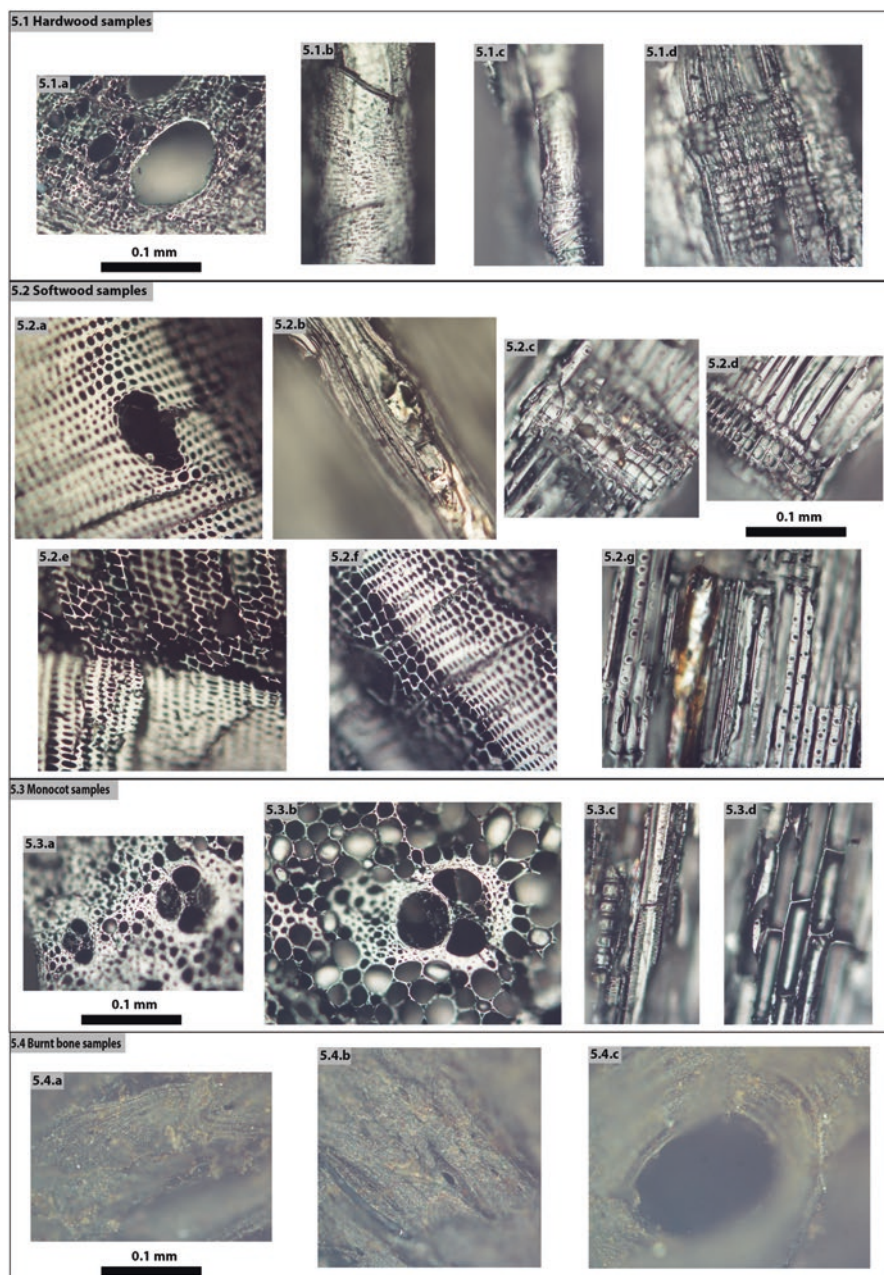 5.1 Hardwood samples
5.1.a
5.1.b
5.1.c
5.1.d
0.1 mm
5.2 Softwood samples
5.2.a
5.2.b
5.2.c
5.2.d
0.1 mm
5.2.e
5.2.f
5.2.g
5.3 Monocot samples
5.3.a
5.3.b
5.3.c
5.3.d
0.1 mm
5.4 Burnt bone samples
5.4.a
5.4.b
5.4.c
0.1 mm